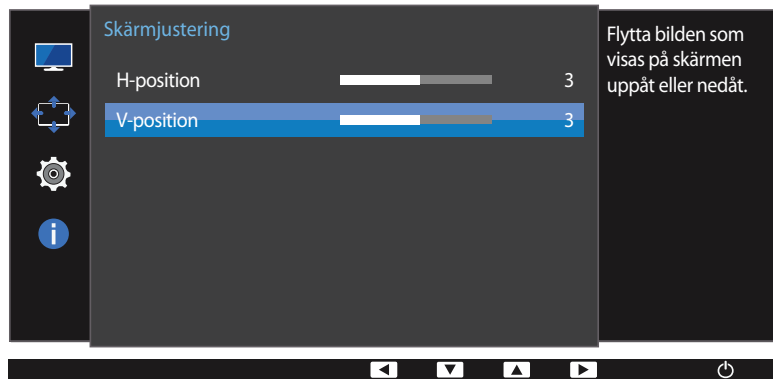 Skärmjustering
H-position 3
V-position 3
Flytta bilden som
visas på skärmen
uppåt eller nedåt.